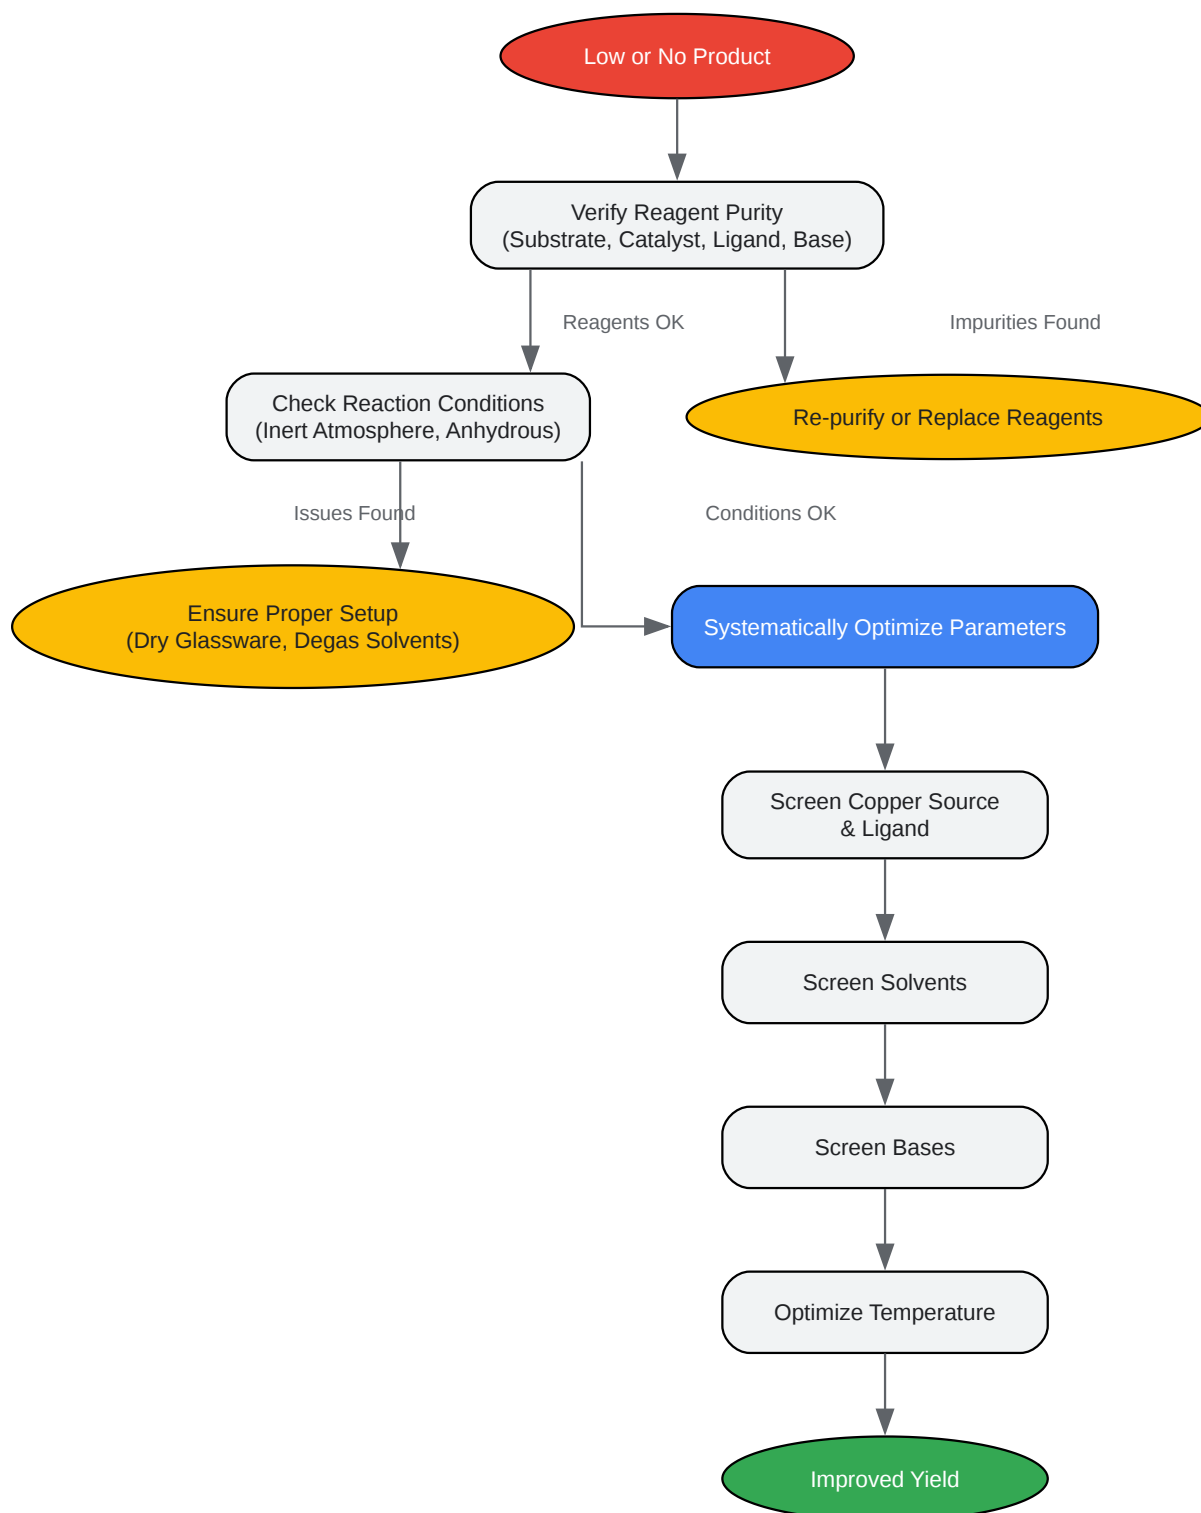 Low or No Product
Verify Reagent Purity
(Substrate, Catalyst, Ligand, Base)
Reagents OK
Impurities Found
Check Reaction Conditions
(Inert Atmosphere, Anhydrous)
Re-purify or Replace Reagents
Issues Found
Conditions OK
Ensure Proper Setup
(Dry Glassware, Degas Solvents)
Systematically Optimize Parameters
Screen Copper Source
& Ligand
Screen Solvents
Screen Bases
Optimize Temperature
Improved Yield